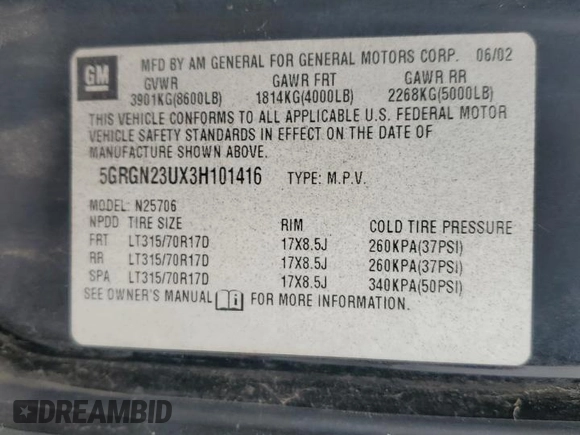 GM
MFD BY AM GENERAL FOR GENERAL MOTORS CORP. 06/02
GVWR GAWR FRT GAWR RR
3901KG(8600LB) 1814KG(4000LB) 2268KG(5000LB)
THIS VEHICLE CONFORMS TO ALL APPLICABLE U.S. FEDERAL MOTOR
VEHICLE SAFETY STANDARDS IN EFFECT ON THE DATE OF
MANUFACTURE SHOWN ABOVE.
5GRGN23UX3H101416 TYPE: M.P.V.
MODEL: N25706
NPDD TIRE SIZE RIM COLD TIRE PRESSURE
FRT LT315/70R17D 17X8.5J 260KPA(37PSI)
RR LT315/70R17D 17X8.5J 260KPA(37PSI)
SPA LT315/70R17D 17X8.5J 340KPA(50PSI)
SEE OWNER'S MANUAL FOR MORE INFORMATION.
DREAMBID